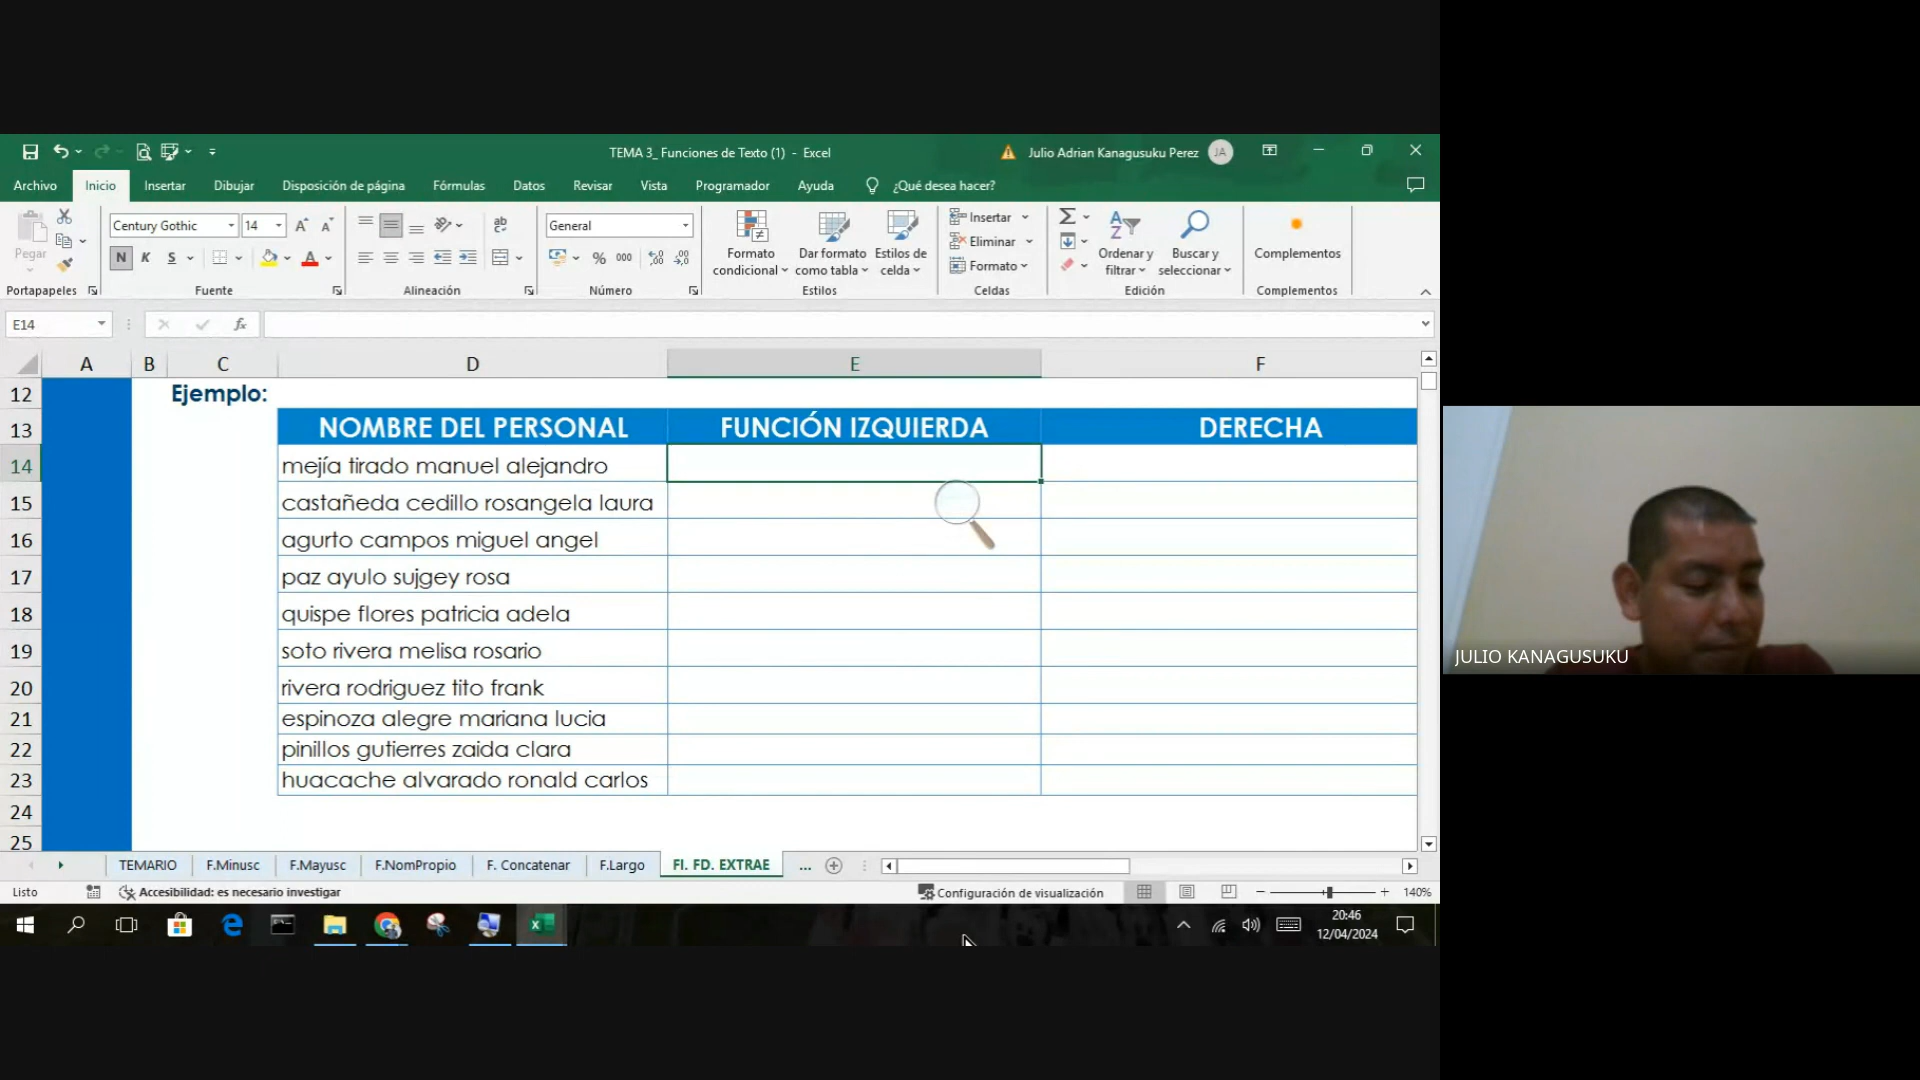 TEMA 3_ Funciones de Texto (1) - Excel
Julio Adrian Kanagusuku Perez JA
Archivo Inicio Insertar Dibujar Disposición de página Fórmulas Datos Revisar Vista Programador Ayuda ¿Qué desea hacer?
Pegar
Century Gothic 14
N K S
ab
General
% 000
Formato condicional
Dar formato como tabla
Estilos de celda
Insertar
Eliminar
Formato
Ordenar y filtrar
Buscar y seleccionar
Complementos
Portapapeles Fuente Alineación Número Estilos Celdas Edición Complementos
E14 fx
A B C D E F
12 Ejemplo:
13 NOMBRE DEL PERSONAL FUNCIÓN IZQUIERDA DERECHA
14 mejía tirado manuel alejandro
15 castañeda cedillo rosangela laura
16 agurto campos miguel angel
17 paz ayulo sujgey rosa
18 quispe flores patricia adela
19 soto rivera melisa rosario
20 rivera rodriguez tito frank
21 espinoza alegre mariana lucia
22 pinillos gutierres zaida clara
23 huacache alvarado ronald carlos
24
25
TEMARIO F.Minusc F.Mayusc F.NomPropio F. Concatenar F.Largo FI. FD. EXTRAE ...
Listo Accesibilidad: es necesario investigar Configuración de visualización 140%
20:46
12/04/2024
JULIO KANAGUSUKU